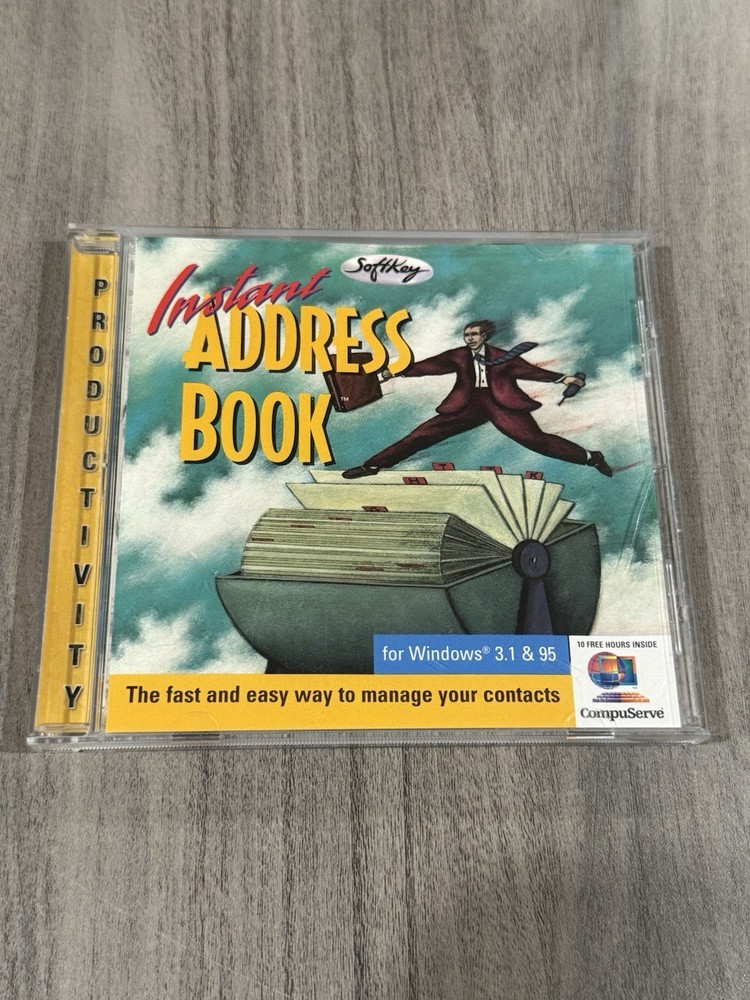 PRODUCTIVITY
SoftKey
Instant
ADDRESS
BOOK
™
H I J K
G
for Windows® 3.1 & 95
10 FREE HOURS INSIDE
CompuServe
The fast and easy way to manage your contacts